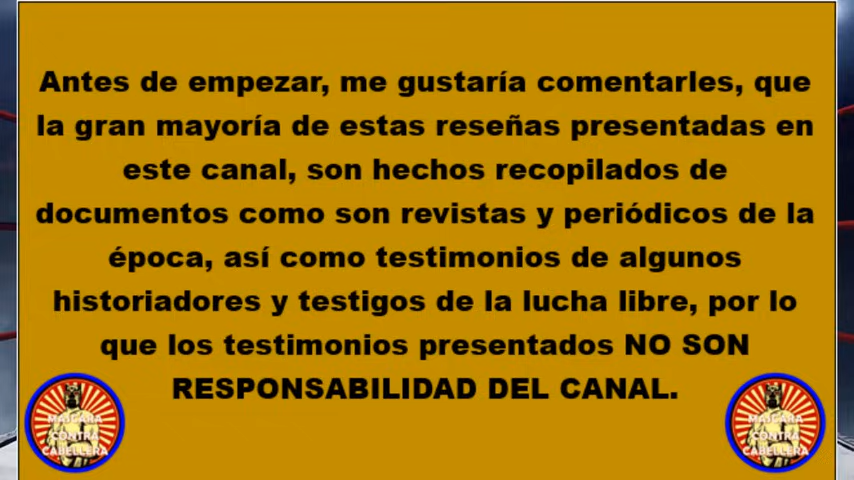 Antes de empezar, me gustaría comentarles, que
la gran mayoría de estas reseñas presentadas en
este canal, son hechos recopilados de
documentos como son revistas y periódicos de la
época, así como testimonios de algunos
historiadores y testigos de la lucha libre, por lo
que los testimonios presentados NO SON
RESPONSABILIDAD DEL CANAL.
MASCARA
CONTRA
CABELLERA
MASCARA
CONTRA
CABELLERA